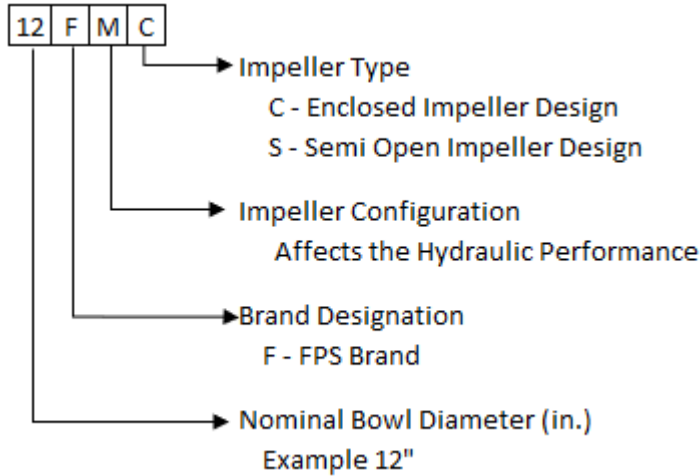 12 F M C
Impeller Type
C - Enclosed Impeller Design
S - Semi Open Impeller Design
Impeller Configuration
Affects the Hydraulic Performance
Brand Designation
F - FPS Brand
Nominal Bowl Diameter (in.)
Example 12"